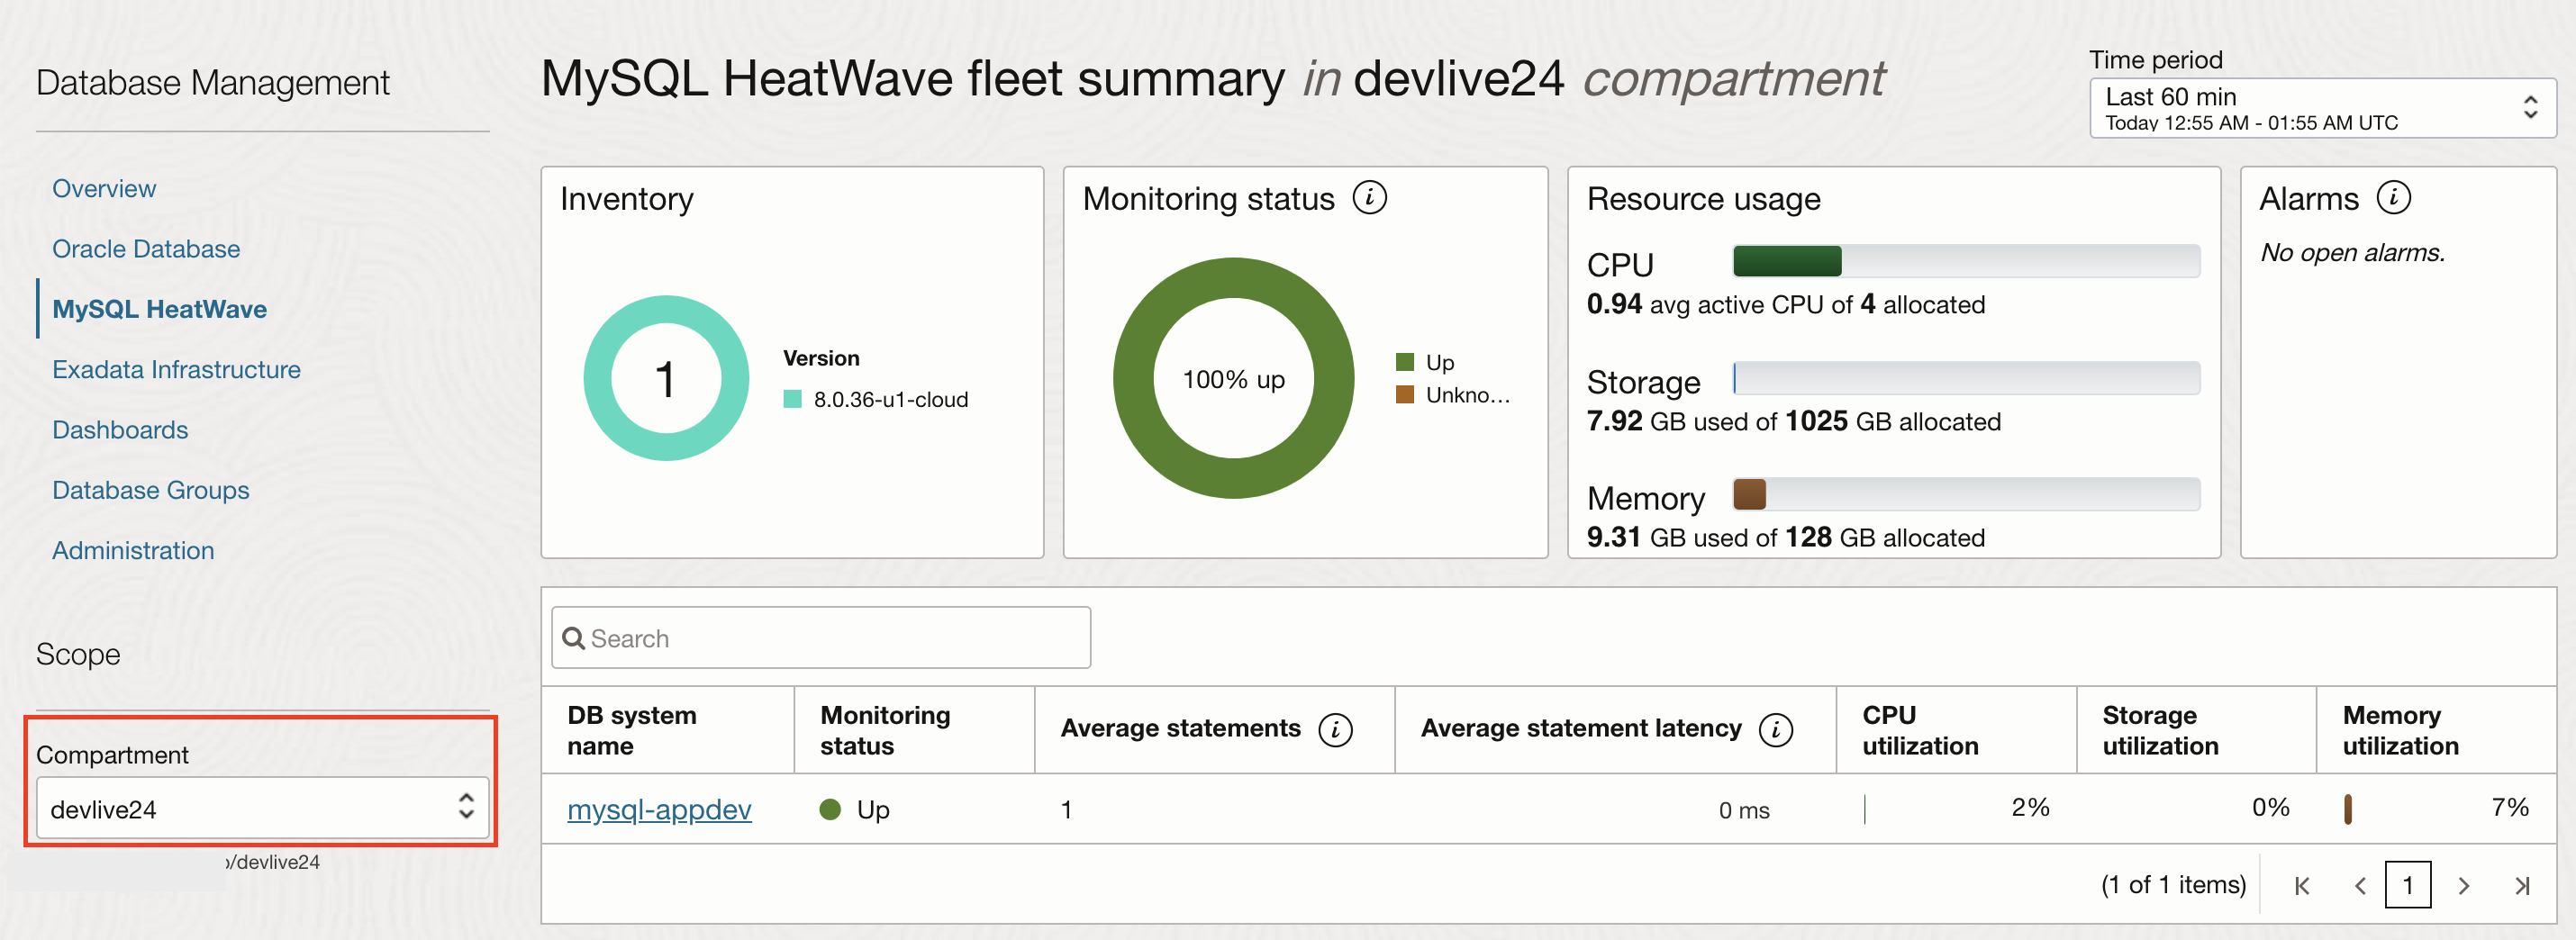 Database Management
Overview
Oracle Database
MySQL HeatWave
Exadata Infrastructure
Dashboards
Database Groups
Administration
Scope
Compartment
devlive24
/devlive24
MySQL HeatWave fleet summary in devlive24 compartment
Time period
Last 60 min
Today 12:55 AM - 01:55 AM UTC
Inventory
1
Version
8.0.36-u1-cloud
Monitoring status i
100% up
Up
Unkno...
Resource usage
CPU
0.94 avg active CPU of 4 allocated
Storage
7.92 GB used of 1025 GB allocated
Memory
9.31 GB used of 128 GB allocated
Alarms i
No open alarms.
Search
DB system name
Monitoring status
Average statements i
Average statement latency i
CPU utilization
Storage utilization
Memory utilization
mysql-appdev
Up
1
0 ms
2%
0%
7%
(1 of 1 items)
1